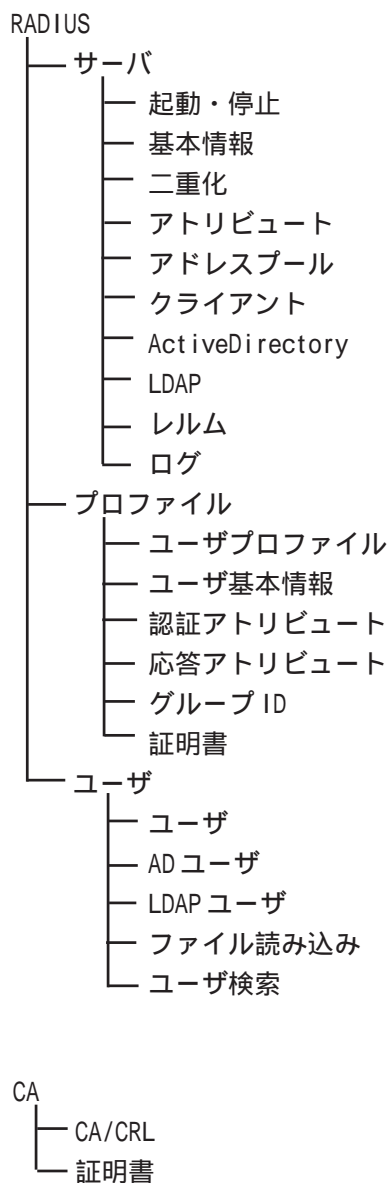 RADIUS
サーバ
起動・停止
基本情報
二重化
アトリビュート
アドレスプール
クライアント
ActiveDirectory
LDAP
レルム
ログ
プロファイル
ユーザプロファイル
ユーザ基本情報
認証アトリビュート
応答アトリビュート
グループID
証明書
ユーザ
ユーザ
ADユーザ
LDAPユーザ
ファイル読み込み
ユーザ検索
CA
CA/CRL
証明書